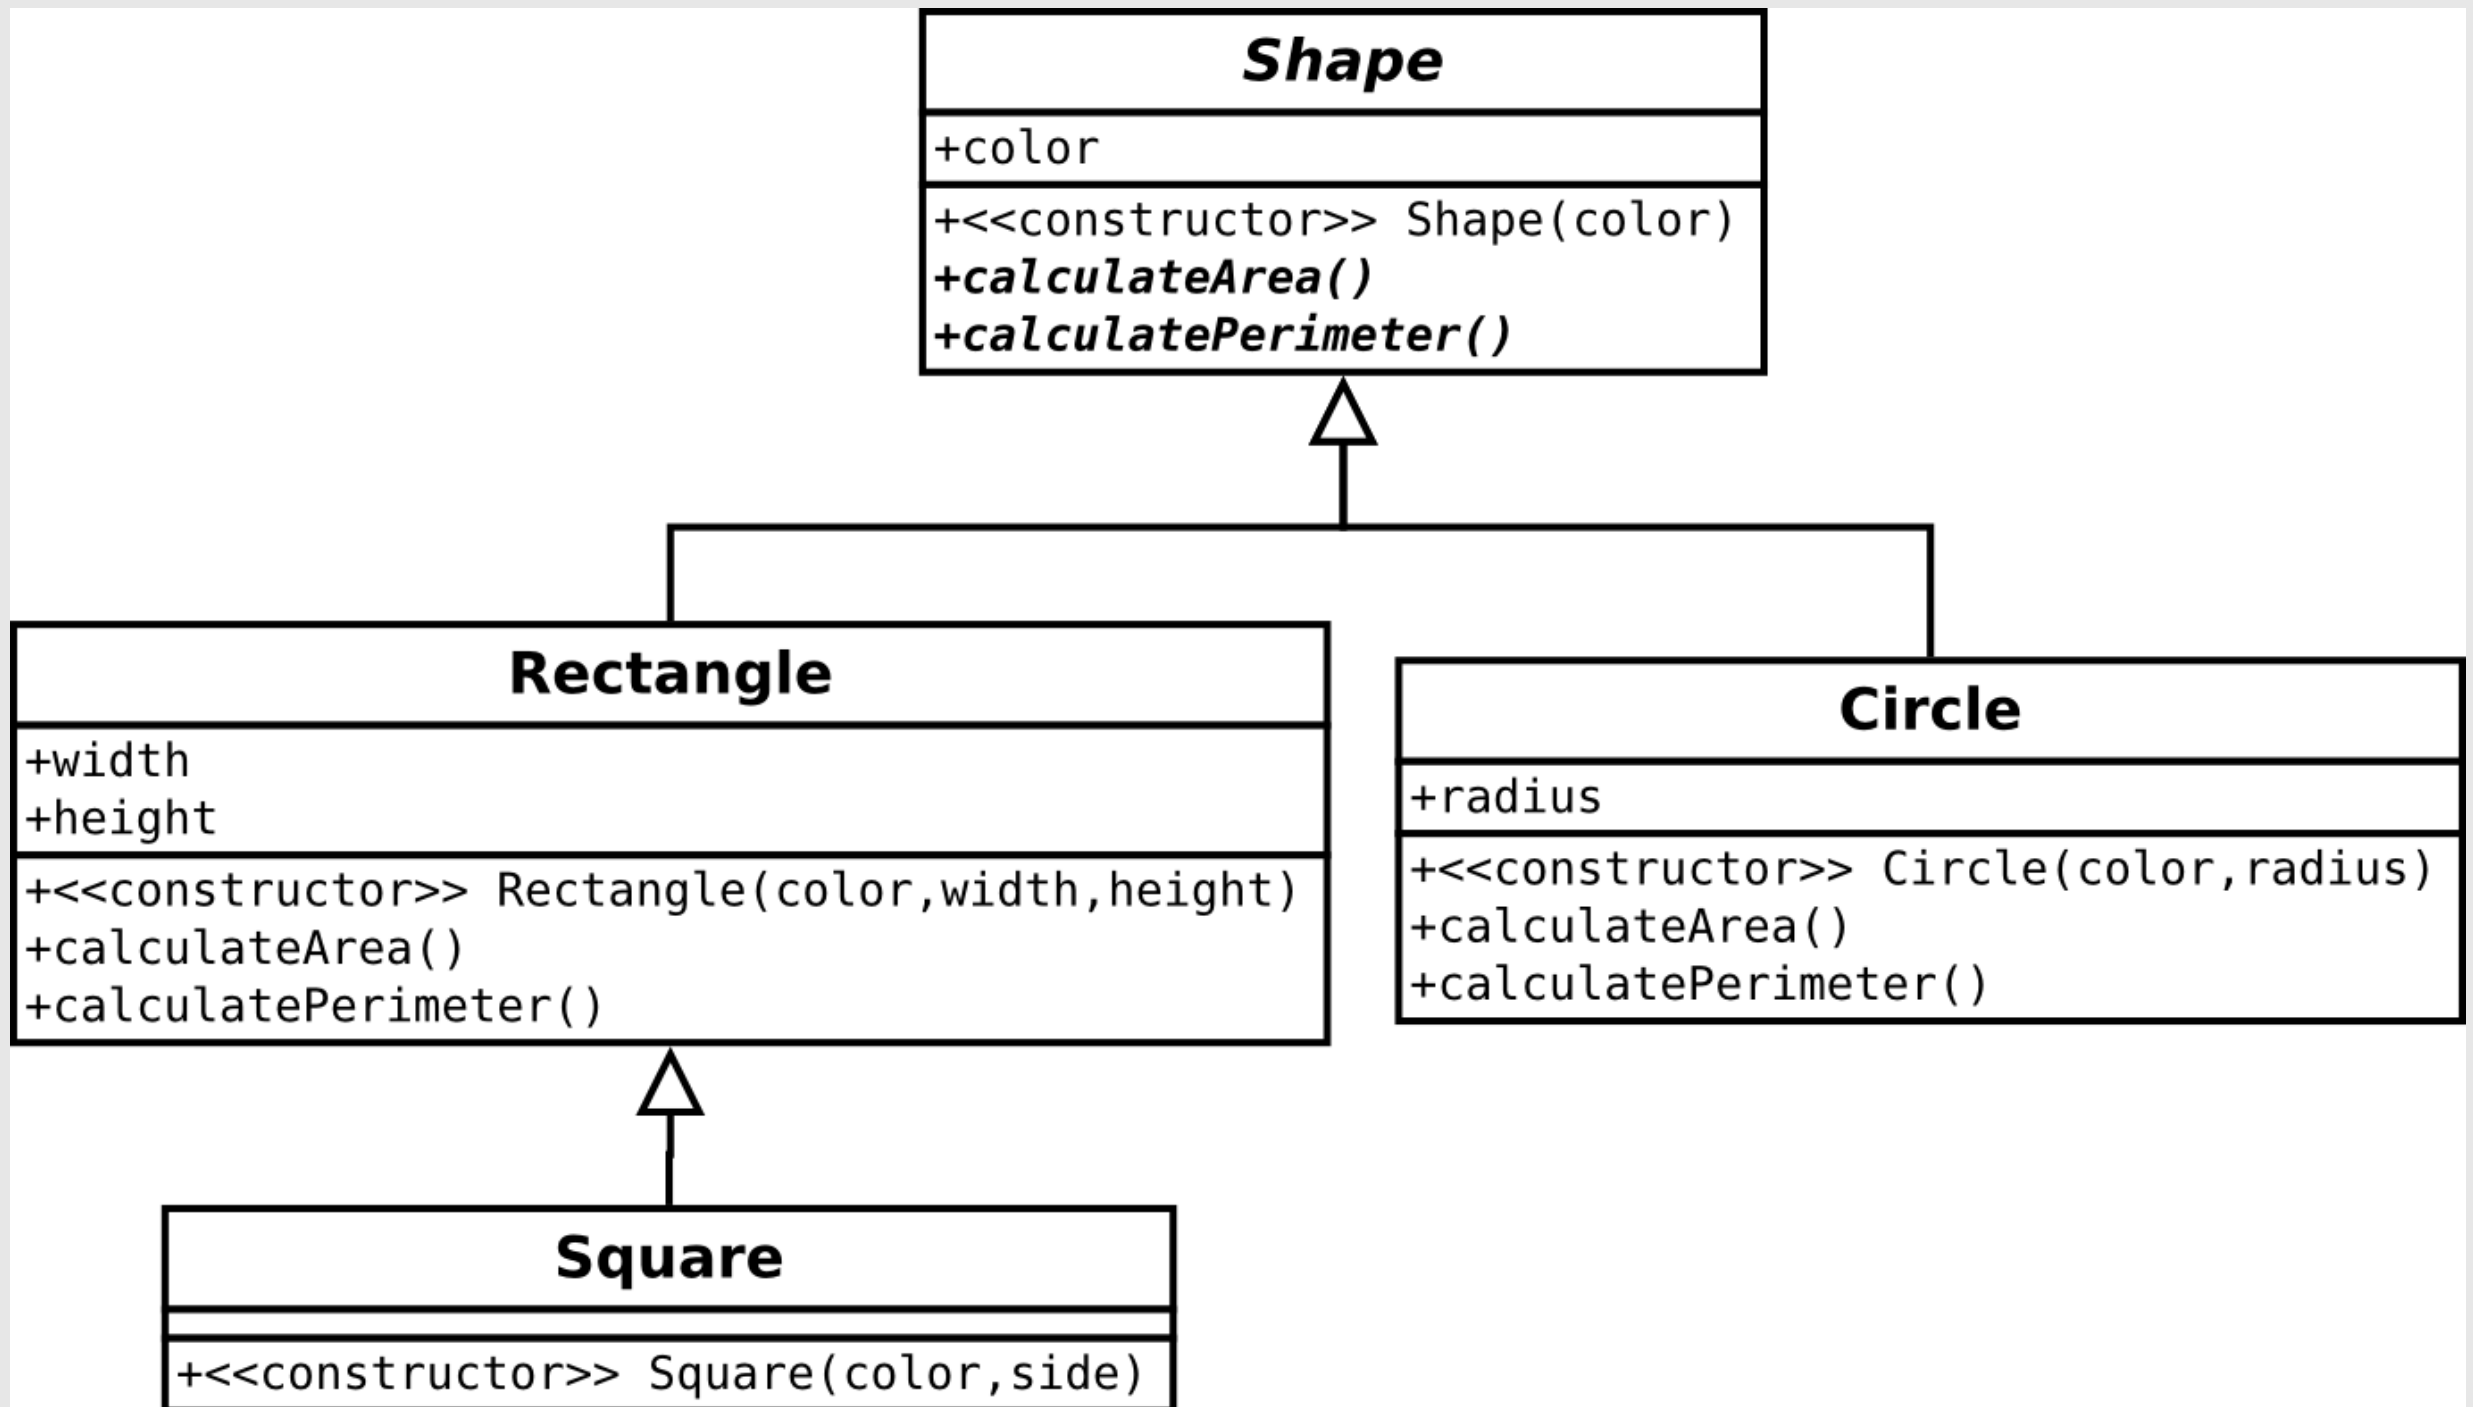 Shape
+color
+<<constructor>> Shape(color)
+calculateArea()
+calculatePerimeter()
Rectangle
+width
+height
+<<constructor>> Rectangle(color,width,height)
+calculateArea()
+calculatePerimeter()
Circle
+radius
+<<constructor>> Circle(color,radius)
+calculateArea()
+calculatePerimeter()
Square
+<<constructor>> Square(color,side)